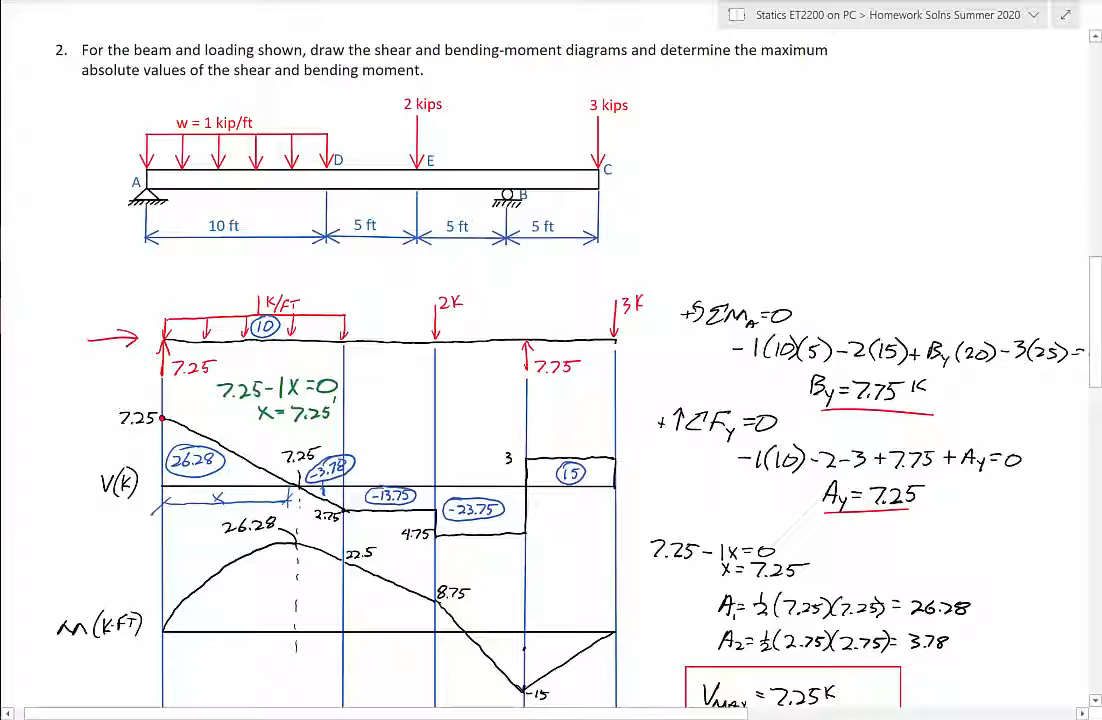 Statics ET2200 on PC > Homework Solns Summer 2020
2. For the beam and loading shown, draw the shear and bending-moment diagrams and determine the maximum
absolute values of the shear and bending moment.
2 kips
3 kips
w = 1 kip/ft
D
E
C
A
B
10 ft
5 ft
5 ft
5 ft
1 K/FT
10
2K
3K
7.25
7.75
7.25-1X=0
X=7.25'
7.25
26.28
7.25
-3.78
3
15
V(K)
X
-13.75
-23.75
2.75
4.75
26.28
22.5
8.75
M(K·FT)
-15
+↺ΣMA=0
-1(10)(5)-2(15)+By(20)-3(25)=
By=7.75 K
+↑ΣFy=0
-1(10)-2-3+7.75+Ay=0
Ay=7.25
7.25-1x=0
x=7.25
A1=½(7.25)(7.25)=26.28
A2=½(2.75)(2.75)=3.78
VMAX=7.25K